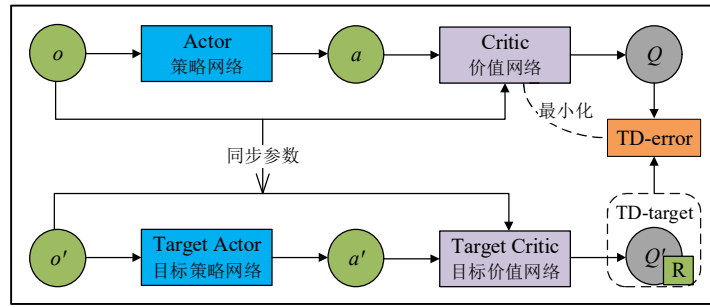 o
Actor
策略网络
a
Critic
价值网络
Q
最小化
TD-error
同步参数
TD-target
o′
Target Actor
目标策略网络
a′
Target Critic
目标价值网络
Q′
R